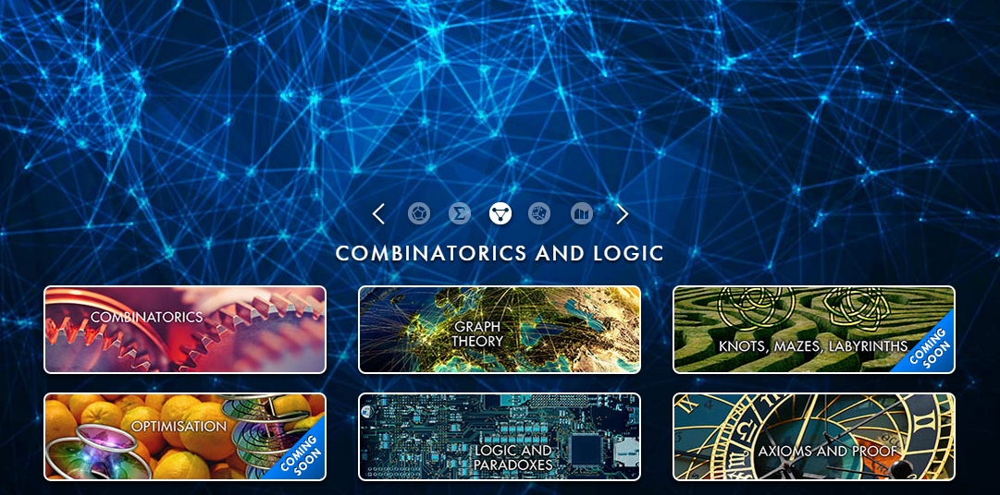 COMBINATORICS AND LOGIC
COMBINATORICS
GRAPH
THEORY
KNOTS, MAZES, LABYRINTHS
COMING
SOON
OPTIMISATION
COMING
SOON
LOGIC AND
PARADOXES
AXIOMS AND PROOF